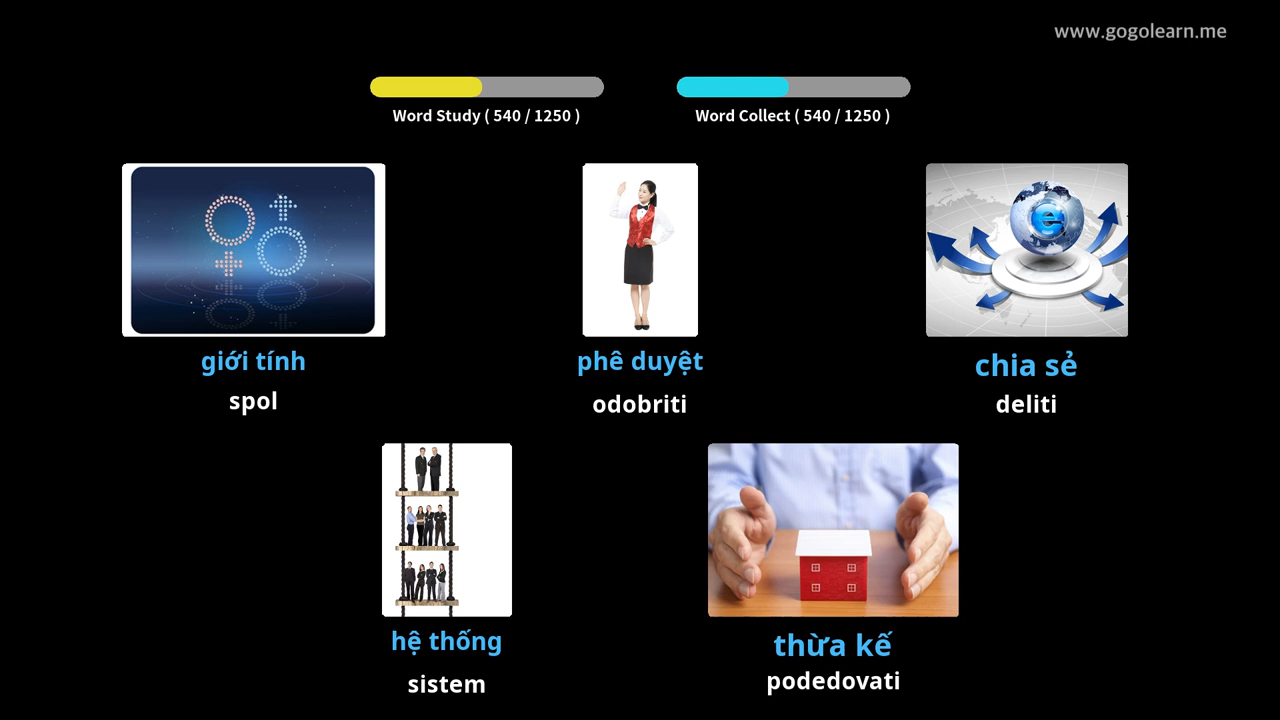 www.gogolearn.me
Word Study ( 540 / 1250 )
Word Collect ( 540 / 1250 )
giới tính
phê duyệt
chia sẻ
spol
odobriti
deliti
hệ thống
thừa kế
sistem
podedovati